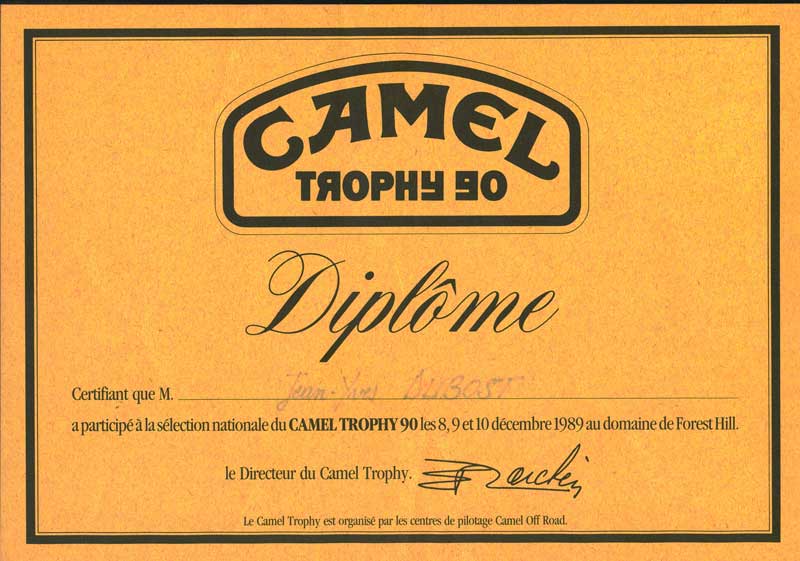 CAMEL
TROPHY 90
Diplôme
Certifiant que M. Jean-Yves DUBOST
a participé à la sélection nationale du CAMEL TROPHY 90 les 8, 9 et 10 décembre 1989 au domaine de Forest Hill.
le Directeur du Camel Trophy.
Le Camel Trophy est organisé par les centres de pilotage Camel Off Road.